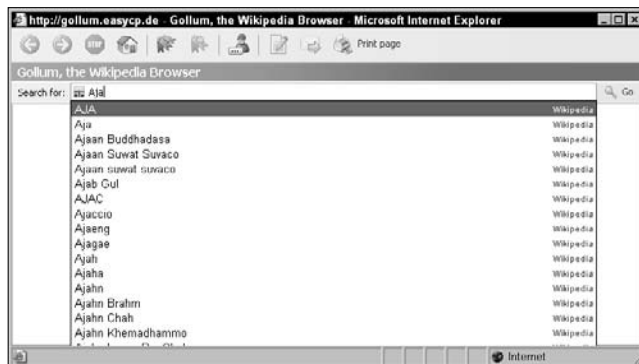 http://gollum.easycp.de - Gollum, the Wikipedia Browser - Microsoft Internet Explorer
STOP Print page
Gollum, the Wikipedia Browser
Search for: Aja Go
AJA Wikipedia
Aja Wikipedia
Ajaan Buddhadasa Wikipedia
Ajaan Suwat Suvaco Wikipedia
Ajaan suwat suvaco Wikipedia
Ajab Gul Wikipedia
AJAC Wikipedia
Ajaccio Wikipedia
Ajaeng Wikipedia
Ajagae Wikipedia
Ajah Wikipedia
Ajaha Wikipedia
Ajahn Wikipedia
Ajahn Brahm Wikipedia
Ajahn Chah Wikipedia
Ajahn Khemadhammo Wikipedia
Internet